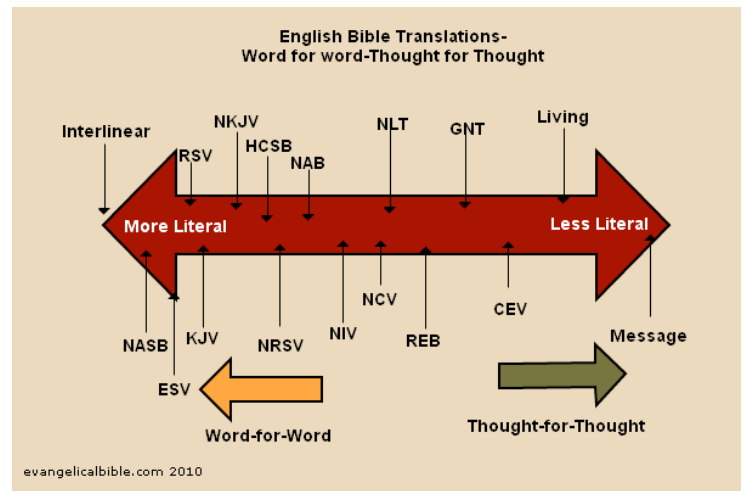 English Bible Translations-
Word for word-Thought for Thought
Interlinear
RSV
NKJV
HCSB
NAB
NLT
GNT
Living
More Literal
Less Literal
NASB
ESV
KJV
NRSV
NIV
NCV
REB
CEV
Message
Word-for-Word
Thought-for-Thought
evangelicalbible.com 2010